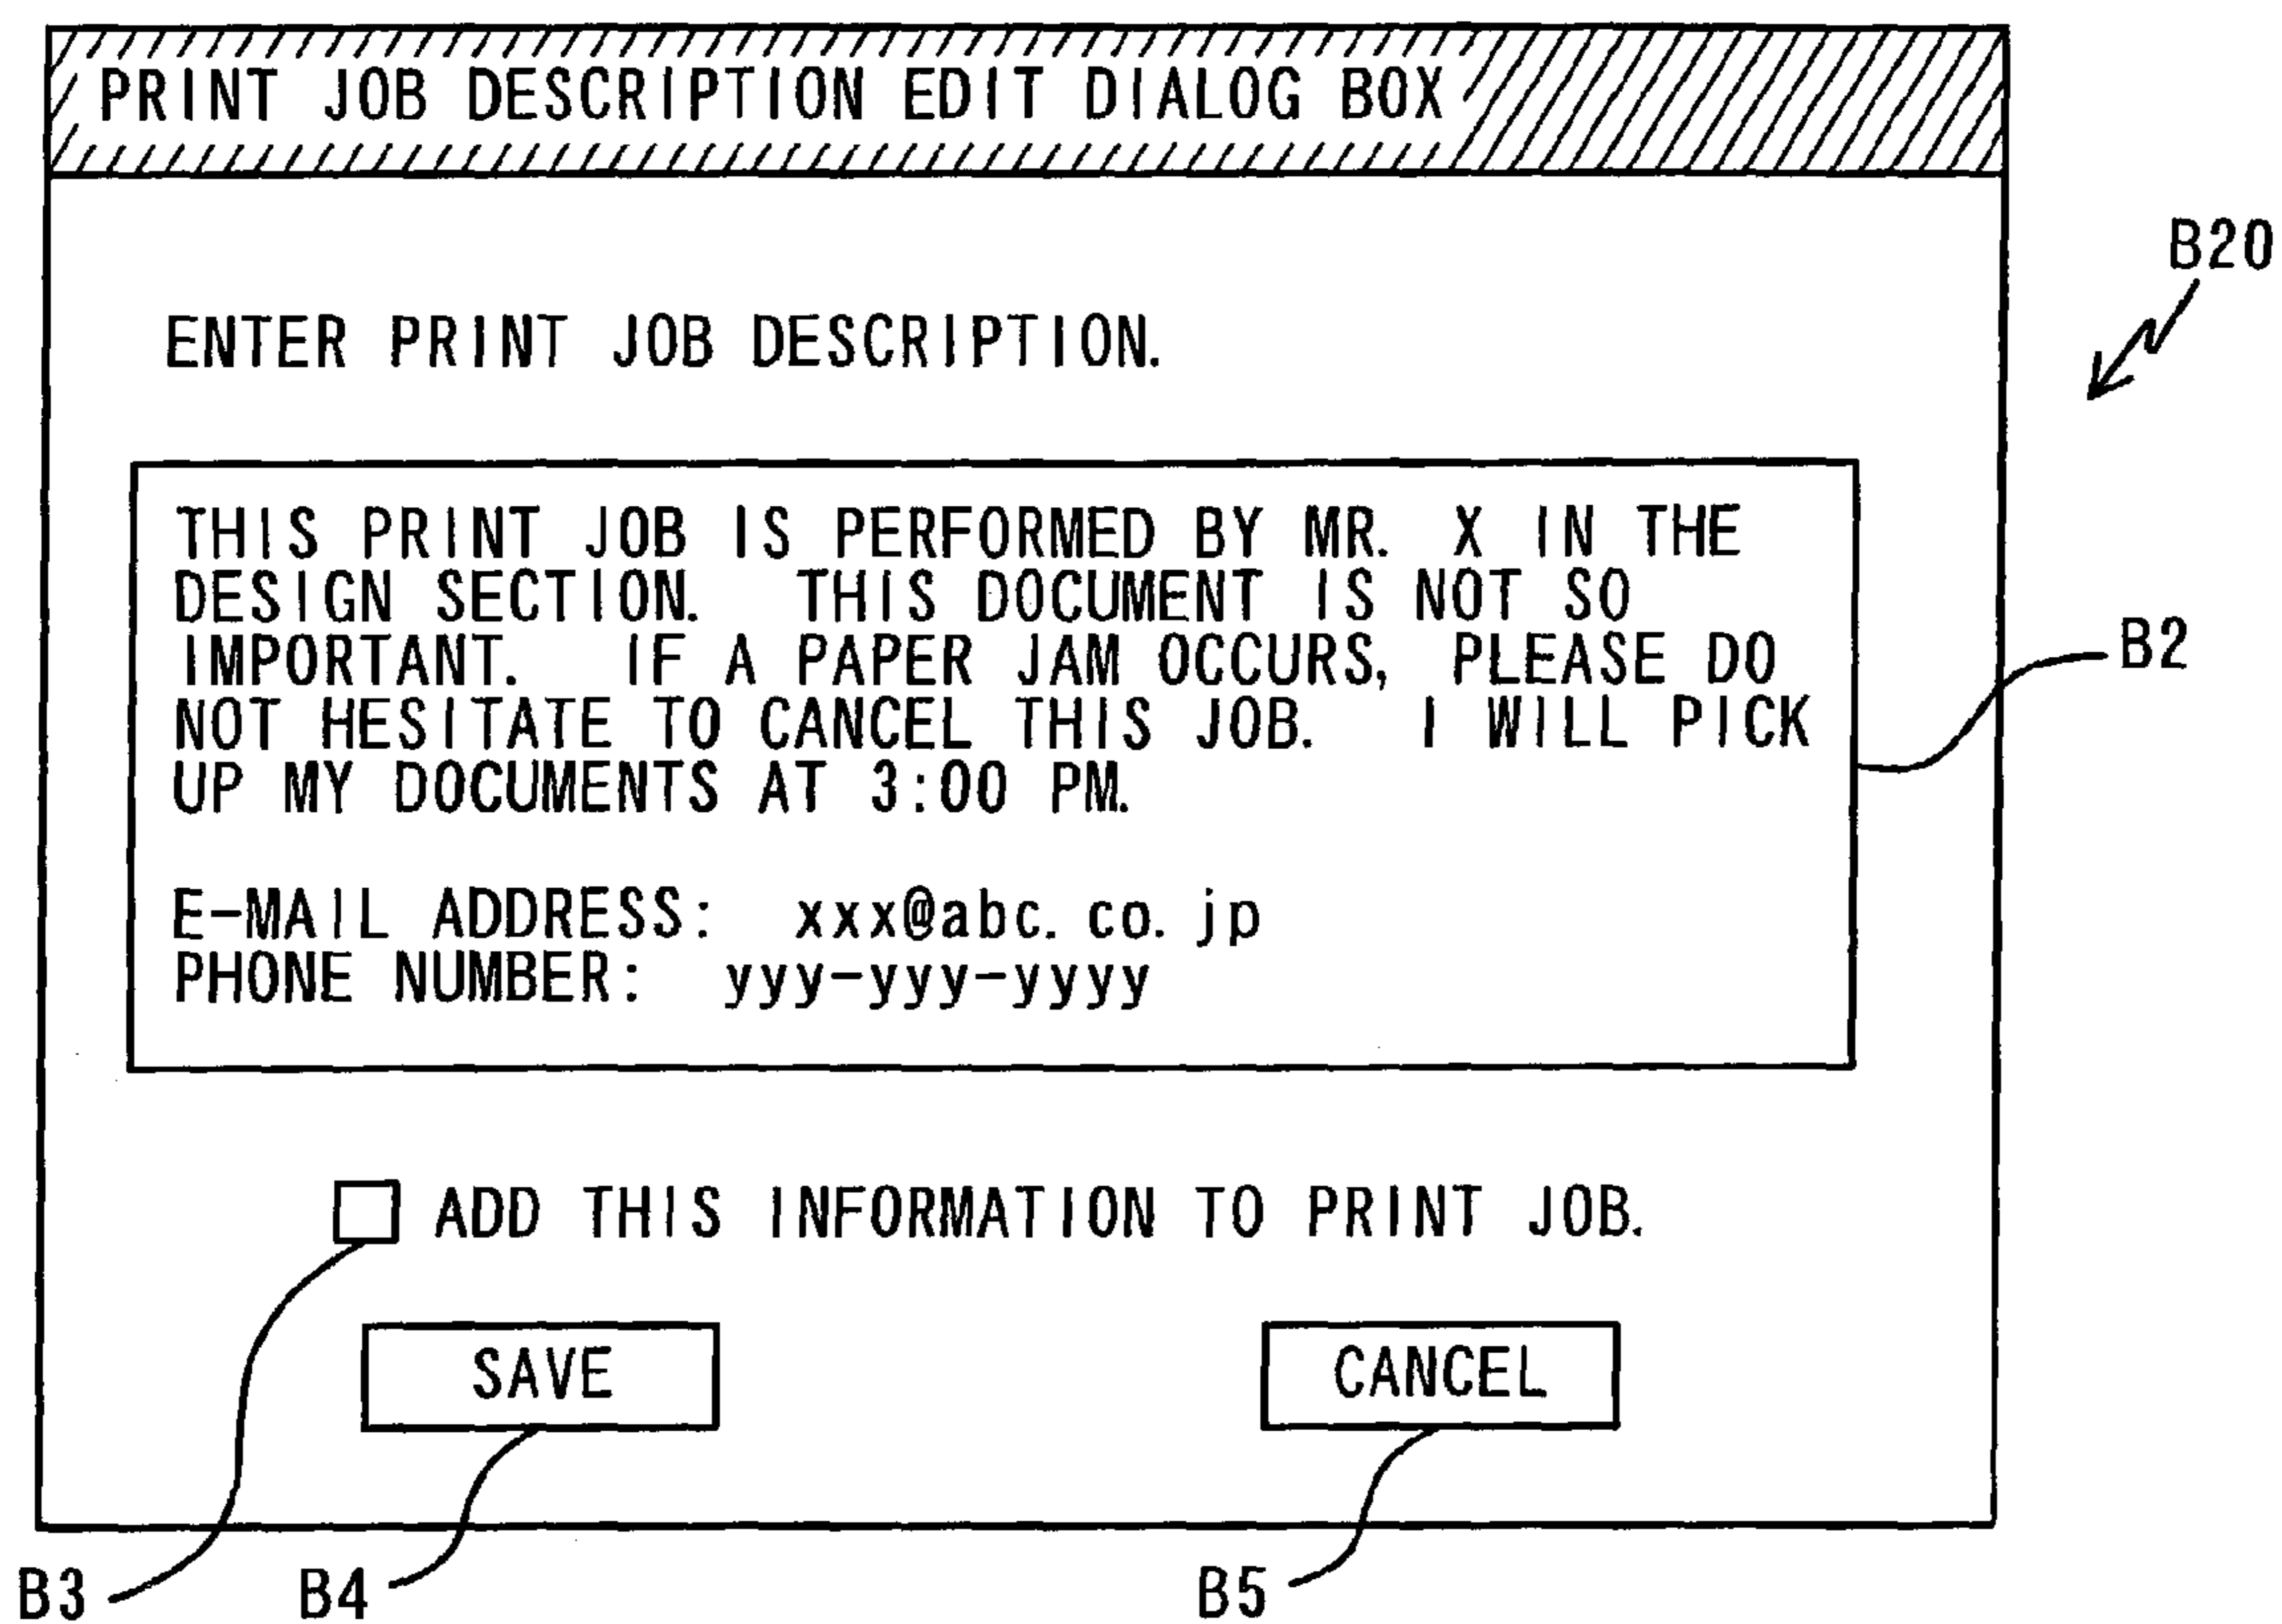 PRINT JOB DESCRIPTION EDIT DIALOG BOX
B20
ENTER PRINT JOB DESCRIPTION.
THIS PRINT JOB IS PERFORMED BY MR. X IN THE
DESIGN SECTION. THIS DOCUMENT IS NOT SO
IMPORTANT. IF A PAPER JAM OCCURS, PLEASE DO
NOT HESITATE TO CANCEL THIS JOB. I WILL PICK
UP MY DOCUMENTS AT 3:00 PM.
B2
E-MAIL ADDRESS: xxx@abc.co.jp
PHONE NUMBER: yyy-yyy-yyyy
ADD THIS INFORMATION TO PRINT JOB.
SAVE
CANCEL
B3
B4
B5